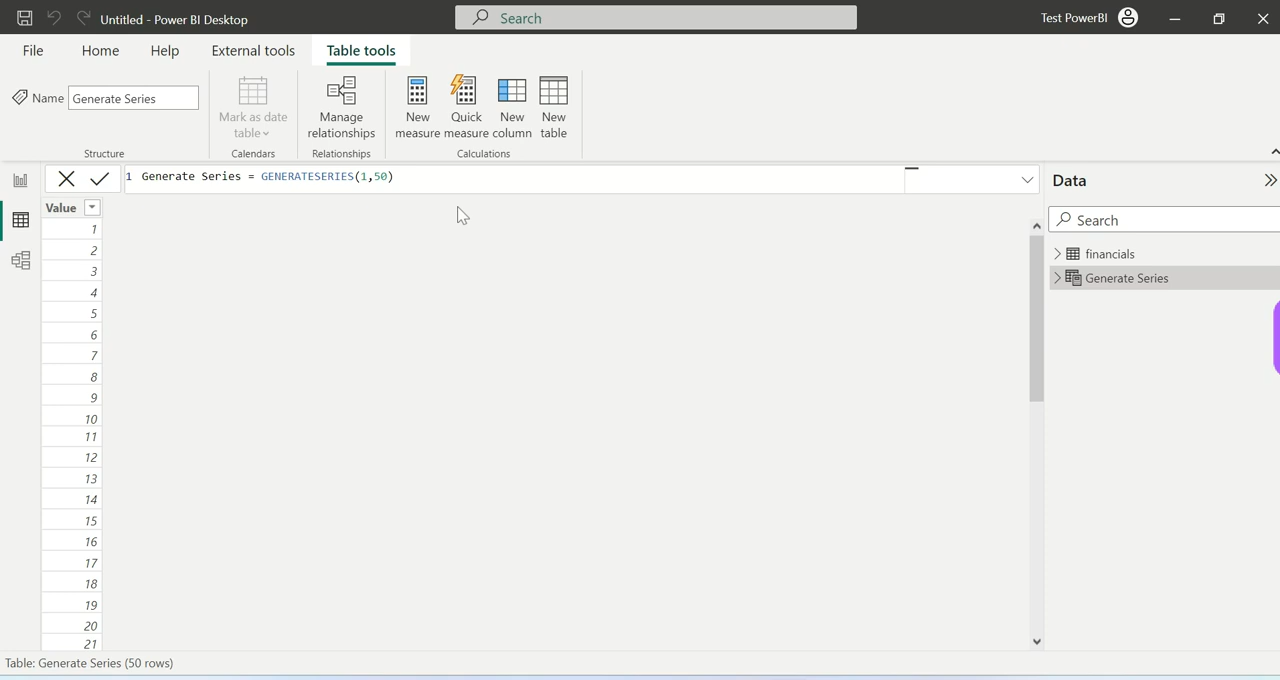 Untitled - Power BI Desktop
Search
Test PowerBI
File Home Help External tools Table tools
Name Generate Series
Mark as date table
Manage relationships
New measure
Quick measure
New column
New table
Structure Calendars Relationships Calculations
1 Generate Series = GENERATESERIES(1,50)
Data
Value
Search
financials
Generate Series
1
2
3
4
5
6
7
8
9
10
11
12
13
14
15
16
17
18
19
20
21
Table: Generate Series (50 rows)